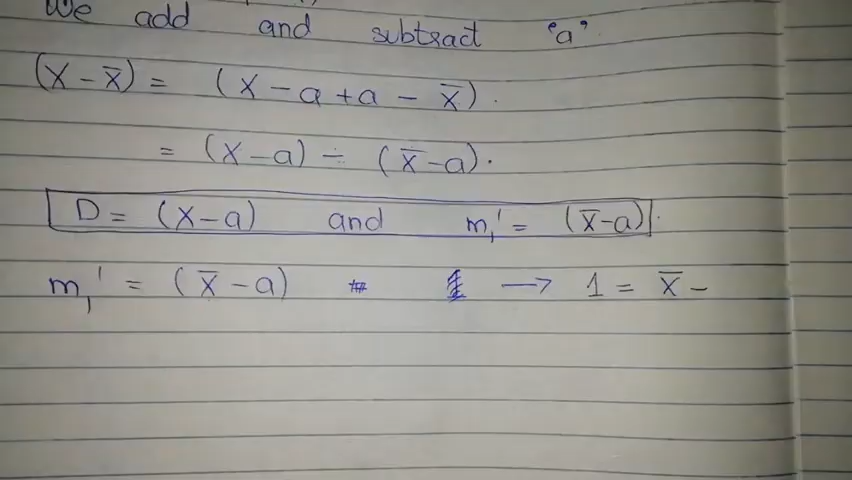 We add and subtract "a"
(X - x̄) = (X - a + a - x̄).
= (X - a) ÷ (x̄ - a).
D = (X - a) and m₁' = (x̄ - a).
m₁' = (x̄ - a) → 1 = x̄ -